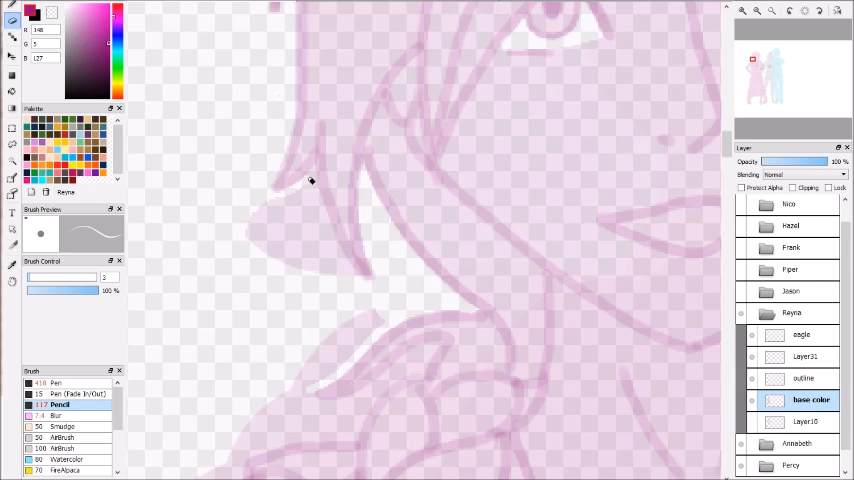 R: 148
G: 5
B: 127
Palette
Reyna
Brush Preview
Brush Control
3
100 %
Brush
418 Pen
15 Pen (Fade In/Out)
117 Pencil
7.4 Blur
50 Smudge
50 AirBrush
100 AirBrush
80 Watercolor
70 FireAlpaca
Layer
Opacity 100 %
Blending Normal
Protect Alpha Clipping Lock
Nico
Hazel
Frank
Piper
Jason
Reyna
eagle
Layer31
outline
base color
Layer10
Annabeth
Percy